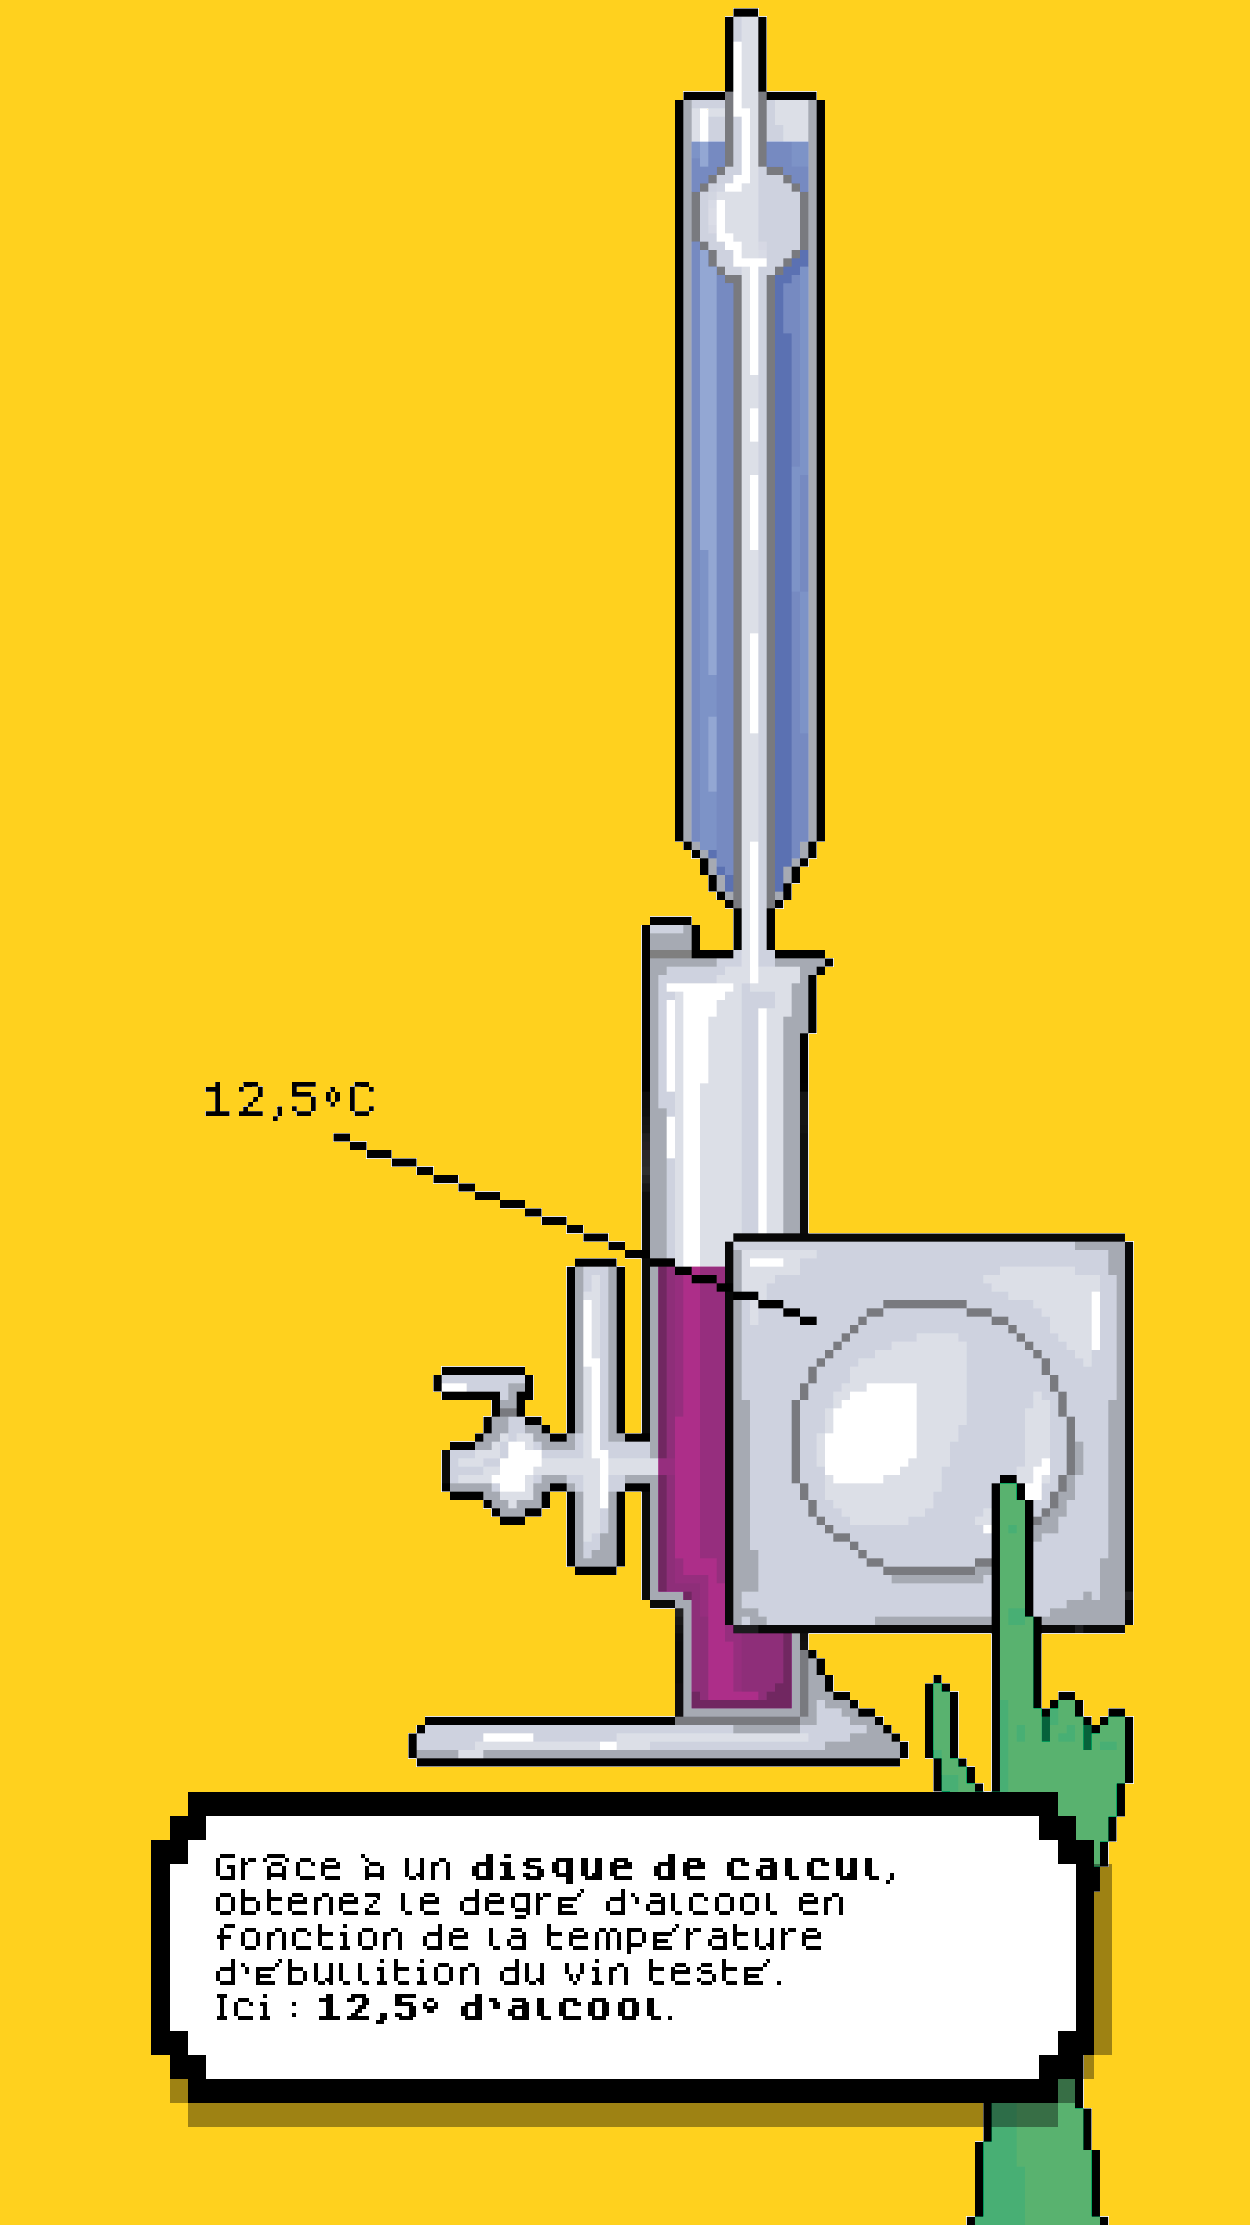 12,5°C
Grâce à un disque de calcul,
obtenez le degré d'alcool en
fonction de la température
d'ébullition du vin testé.
Ici : 12,5° d'alcool.